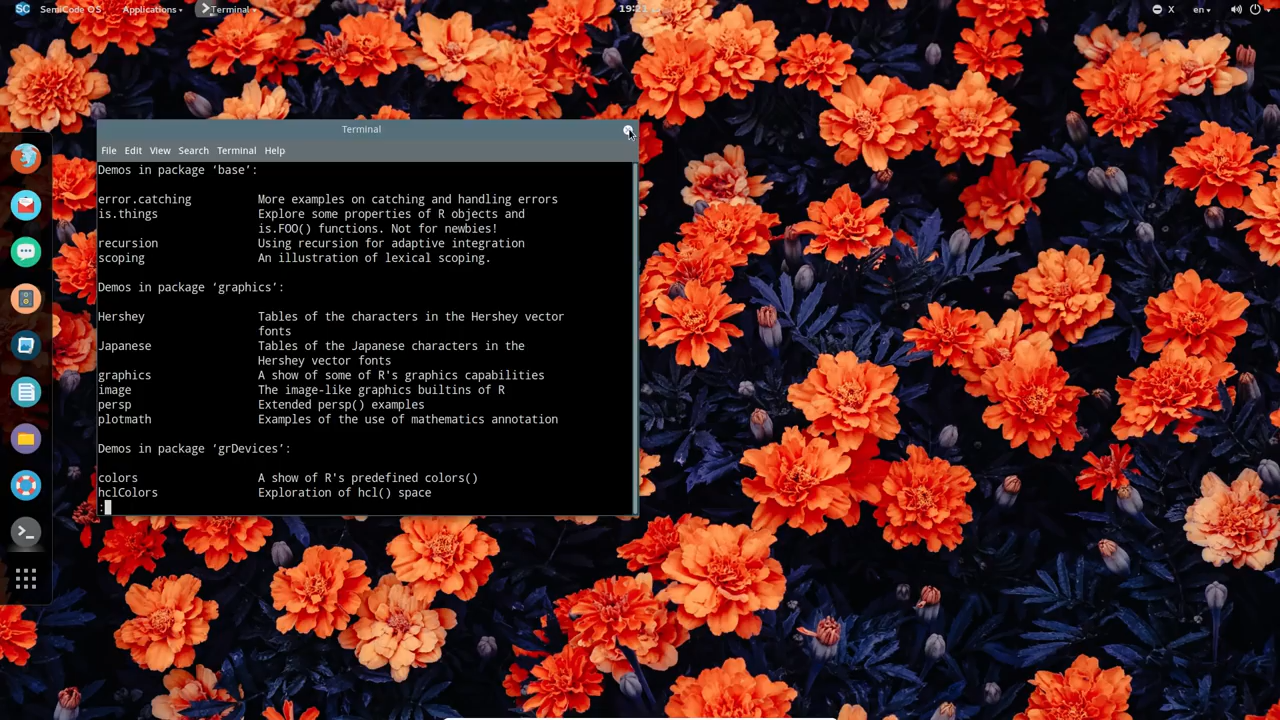 SC SemiCode OS Applications Terminal 19:21 X en
Terminal
File Edit View Search Terminal Help
Demos in package ‘base’:
error.catching More examples on catching and handling errors
is.things Explore some properties of R objects and
is.FOO() functions. Not for newbies!
recursion Using recursion for adaptive integration
scoping An illustration of lexical scoping.
Demos in package ‘graphics’:
Hershey Tables of the characters in the Hershey vector
fonts
Japanese Tables of the Japanese characters in the
Hershey vector fonts
graphics A show of some of R's graphics capabilities
image The image-like graphics builtins of R
persp Extended persp() examples
plotmath Examples of the use of mathematics annotation
Demos in package ‘grDevices’:
colors A show of R's predefined colors()
hclColors Exploration of hcl() space
: